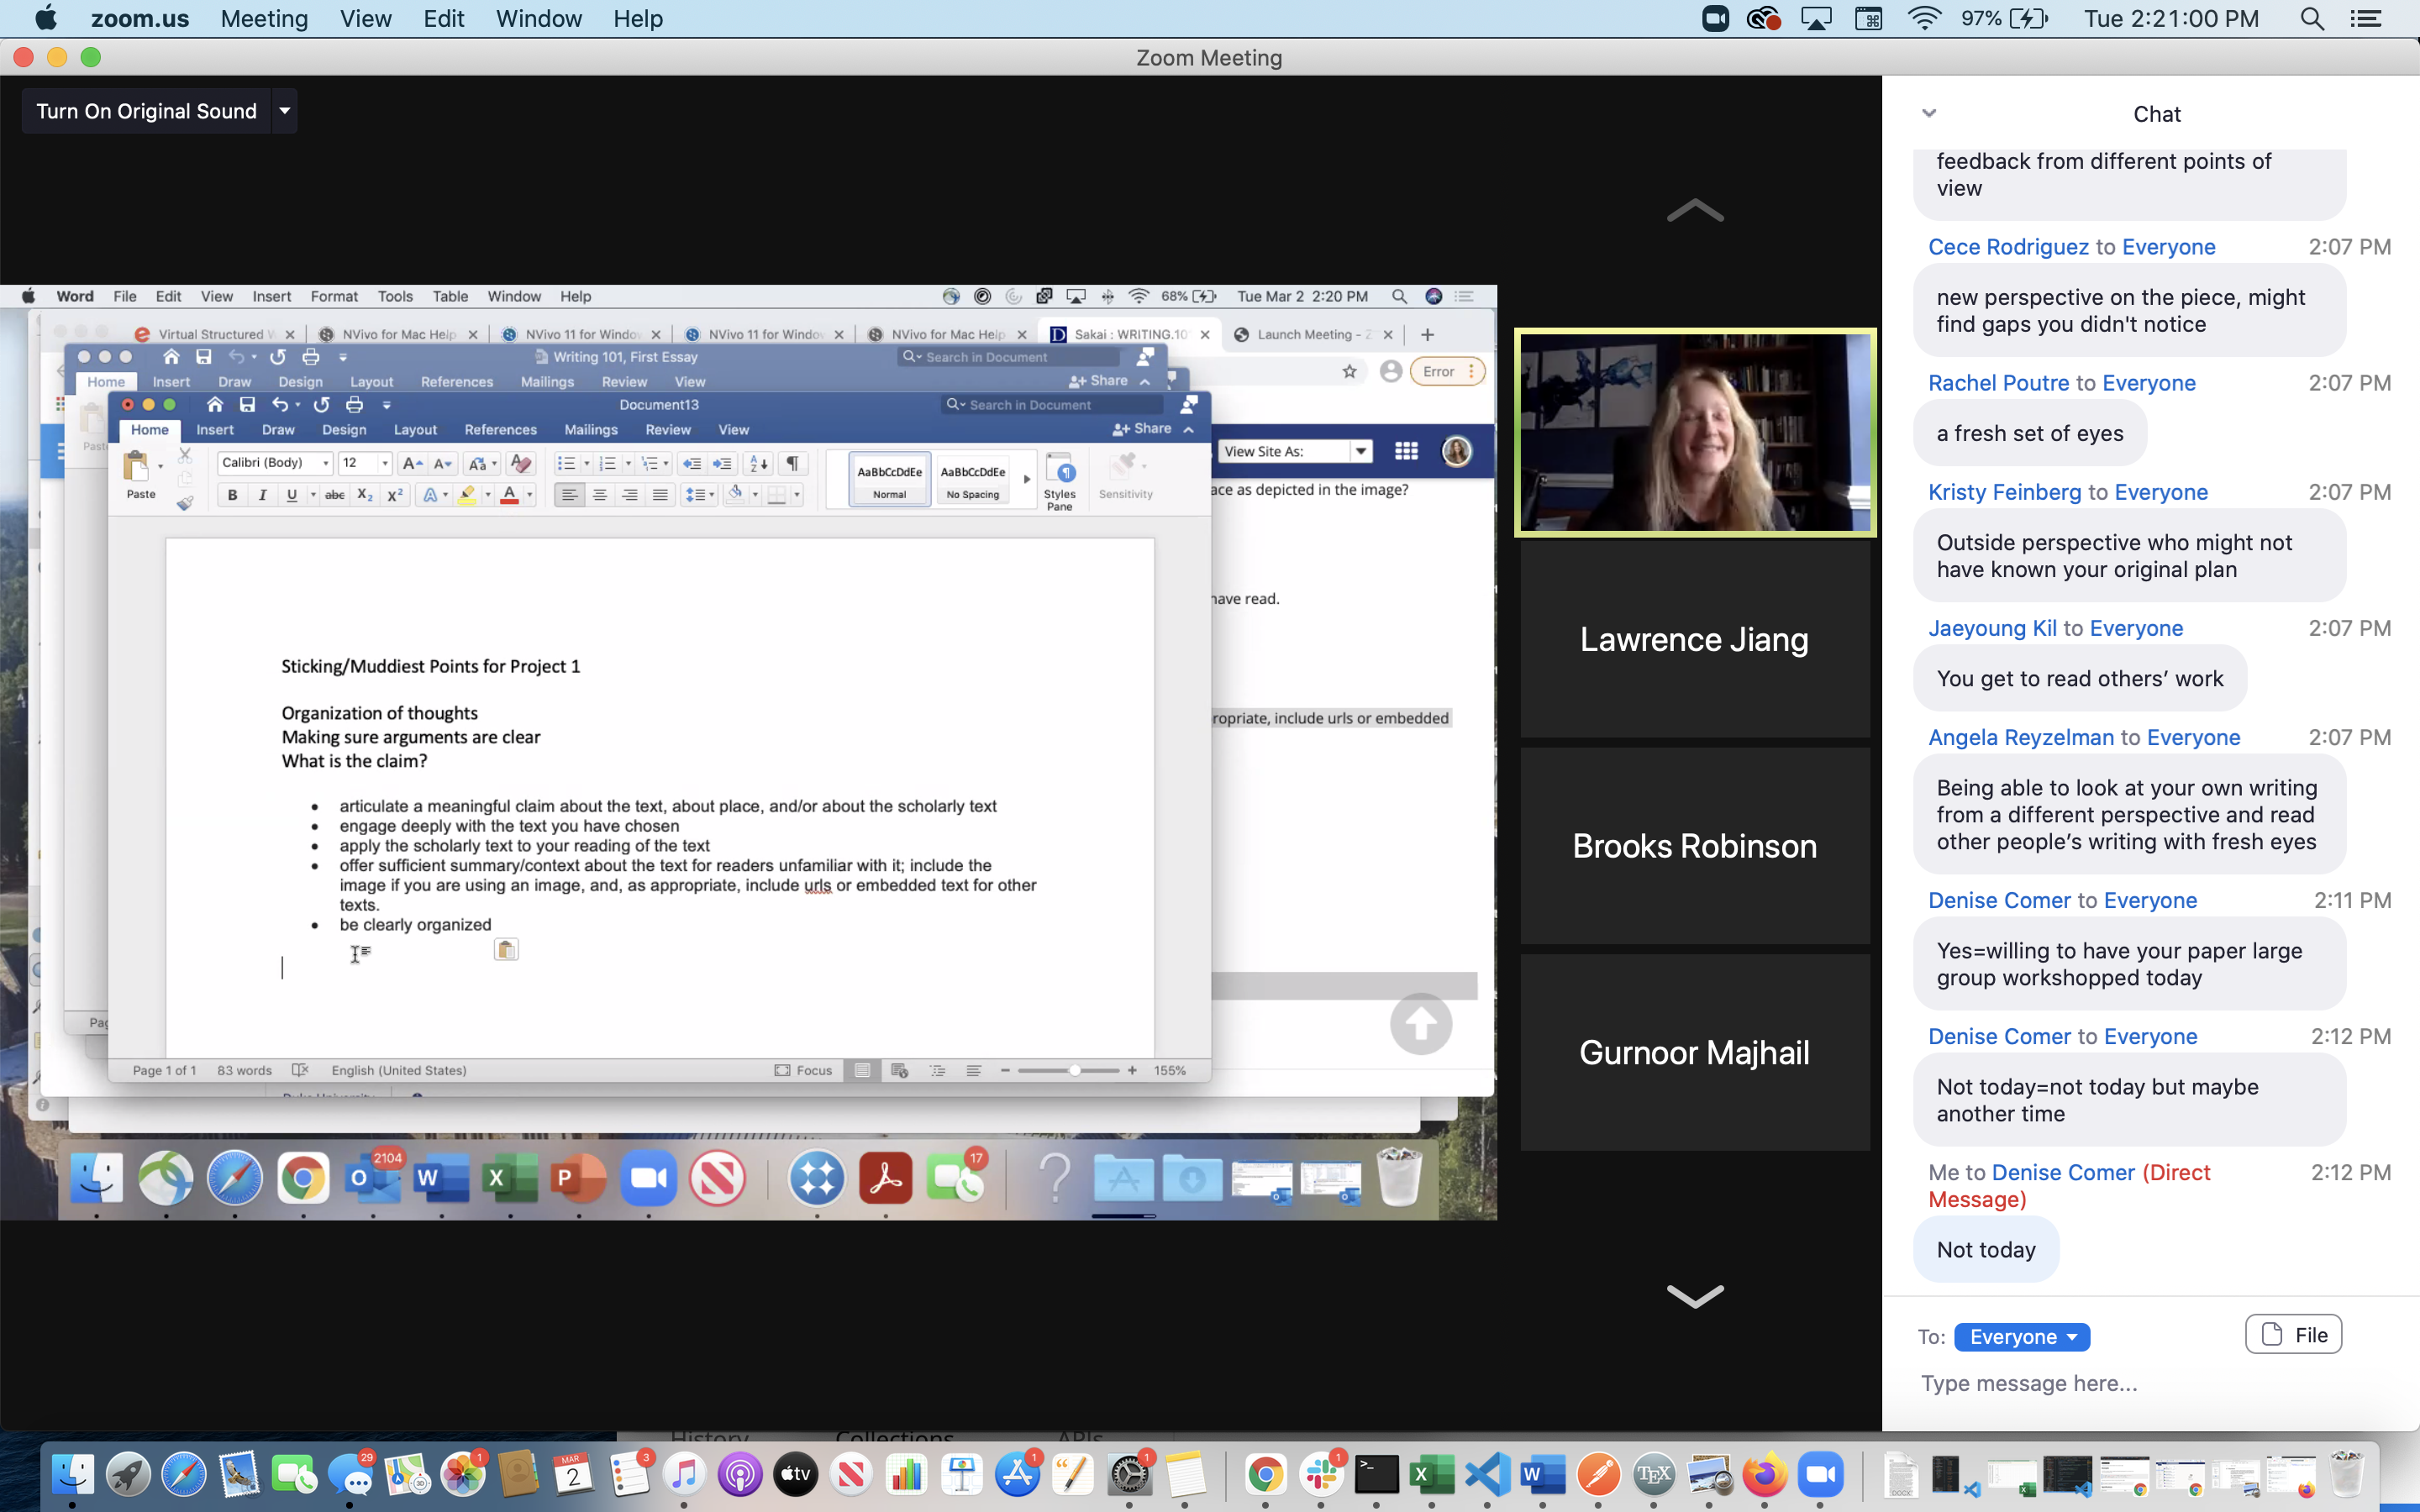 zoom.us Meeting View Edit Window Help
97% Tue 2:21:00 PM
Zoom Meeting
Turn On Original Sound
Word File Edit View Insert Format Tools Table Window Help
68% Tue Mar 2 2:20 PM
Virtual Structured
NVivo for Mac Help
NVivo 11 for Window
NVivo 11 for Window
NVivo for Mac Help
Sakai : WRITING.10
Launch Meeting - Z
Writing 101, First Essay
Search in Document
Home Insert Draw Design Layout References Mailings Review View
Share
Error
Document13
Search in Document
Home Insert Draw Design Layout References Mailings Review View
Share
Paste
Calibri (Body) 12
AaBbCcDdEe
Normal
AaBbCcDdEe
No Spacing
Styles
Pane
Sensitivity
View Site As:
ace as depicted in the image?
have read.
ropriate, include urls or embedded
Sticking/Muddiest Points for Project 1
Organization of thoughts
Making sure arguments are clear
What is the claim?
• articulate a meaningful claim about the text, about place, and/or about the scholarly text
• engage deeply with the text you have chosen
• apply the scholarly text to your reading of the text
• offer sufficient summary/context about the text for readers unfamiliar with it; include the
image if you are using an image, and, as appropriate, include urls or embedded text for other
texts.
• be clearly organized
Page 1 of 1 83 words English (United States)
Focus
155%
2104
17
Lawrence Jiang
Brooks Robinson
Gurnoor Majhail
Chat
feedback from different points of
view
Cece Rodriguez to Everyone 2:07 PM
new perspective on the piece, might
find gaps you didn't notice
Rachel Poutre to Everyone 2:07 PM
a fresh set of eyes
Kristy Feinberg to Everyone 2:07 PM
Outside perspective who might not
have known your original plan
Jaeyoung Kil to Everyone 2:07 PM
You get to read others’ work
Angela Reyzelman to Everyone 2:07 PM
Being able to look at your own writing
from a different perspective and read
other people’s writing with fresh eyes
Denise Comer to Everyone 2:11 PM
Yes=willing to have your paper large
group workshopped today
Denise Comer to Everyone 2:12 PM
Not today=not today but maybe
another time
Me to Denise Comer (Direct
Message) 2:12 PM
Not today
To: Everyone
File
Type message here...
History Collections APIs
29
1
MAR
2
3
tv
1
1
1
TEX